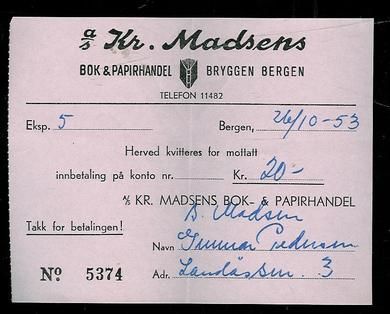 a/s Kr. Madsens
BOK & PAPIRHANDEL BRYGGEN BERGEN
TELEFON 11482
Eksp. 5 Bergen, 26/10-53
Herved kvitteres for mottatt
innbetaling på konto nr. Kr. 20-
A/S KR. MADSENS BOK- & PAPIRHANDEL
Takk for betalingen! S. Madsen
Navn Gunnar Pedersen
Nº 5374 Adr. Landåssen. 3